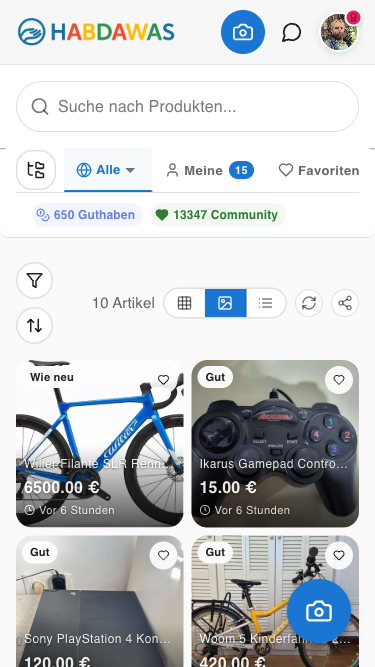 HABDAWAS
8
Suche nach Produkten...
Alle
Meine 15
Favoriten
650 Guthaben
13347 Community
10 Artikel
Wie neu
Wilier Filante SLR Renn...
6500.00 €
Vor 6 Stunden
Gut
Ikarus Gamepad Contro...
15.00 €
Vor 6 Stunden
Gut
Sony PlayStation 4 Kon...
120.00 €
Gut
Woom 5 Kinderfahrr
420.00 €